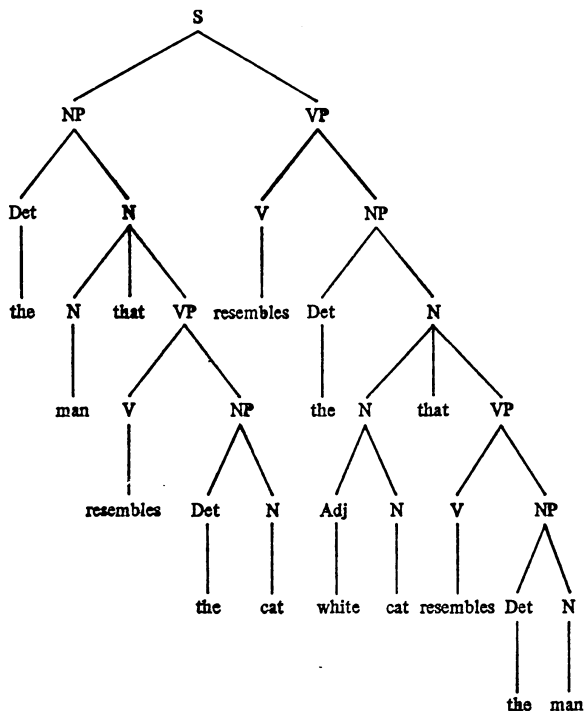 S
NP VP
Det N V NP
the N that VP resembles Det N
man V NP the N that VP
resembles Det N Adj N V NP
the cat white cat resembles Det N
the man